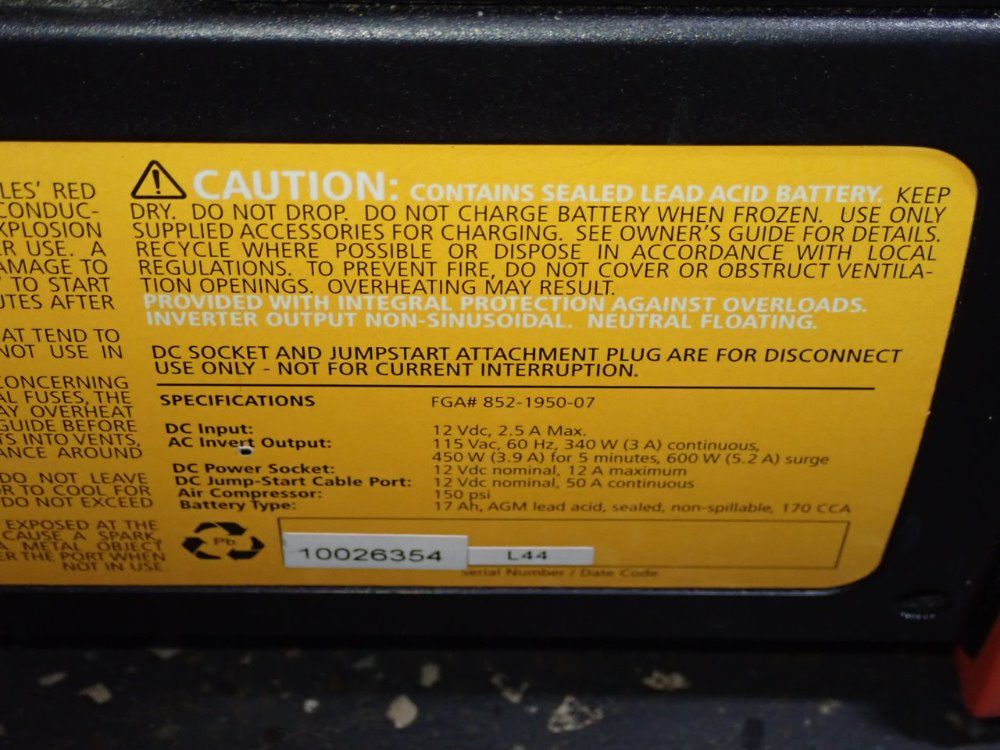 LES' RED
CONDUC-
XPLOSION
R USE. A
AMAGE TO
TO START
UTES AFTER
AT TEND TO
NOT USE IN
CONCERNING
AL FUSES, THE
AY OVERHEAT
GUIDE BEFORE
TS INTO VENTS,
ANCE AROUND
DO NOT LEAVE
R TO COOL FOR
DO NOT EXCEED
EXPOSED AT THE
CAUSE A SPARK,
A METAL OBJECT
ER THE PORT WHEN
NOT IN USE.
CAUTION: CONTAINS SEALED LEAD ACID BATTERY. KEEP
DRY. DO NOT DROP. DO NOT CHARGE BATTERY WHEN FROZEN. USE ONLY
SUPPLIED ACCESSORIES FOR CHARGING. SEE OWNER'S GUIDE FOR DETAILS.
RECYCLE WHERE POSSIBLE OR DISPOSE IN ACCORDANCE WITH LOCAL
REGULATIONS. TO PREVENT FIRE, DO NOT COVER OR OBSTRUCT VENTILA-
TION OPENINGS. OVERHEATING MAY RESULT.
PROVIDED WITH INTEGRAL PROTECTION AGAINST OVERLOADS.
INVERTER OUTPUT NON-SINUSOIDAL. NEUTRAL FLOATING.
DC SOCKET AND JUMPSTART ATTACHMENT PLUG ARE FOR DISCONNECT
USE ONLY - NOT FOR CURRENT INTERRUPTION.
SPECIFICATIONS FGA# 852-1950-07
DC Input: 12 Vdc, 2.5 A Max.
AC Invert Output: 115 Vac, 60 Hz, 340 W (3 A) continuous,
450 W (3.9 A) for 5 minutes, 600 W (5.2 A) surge
DC Power Socket: 12 Vdc nominal, 12 A maximum
DC Jump-Start Cable Port: 12 Vdc nominal, 50 A continuous
Air Compressor: 150 psi
Battery Type: 17 Ah, AGM lead acid, sealed, non-spillable, 170 CCA
Pb
10026354 L44
Serial Number / Date Code